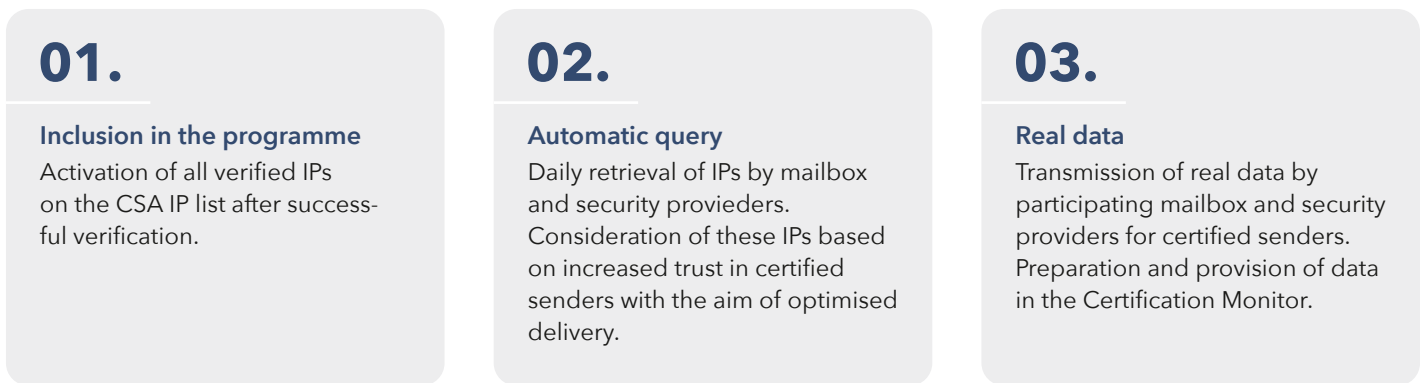 01.
Inclusion in the programme
Activation of all verified IPs
on the CSA IP list after success-
ful verification.
02.
Automatic query
Daily retrieval of IPs by mailbox
and security provieders.
Consideration of these IPs based
on increased trust in certified
senders with the aim of optimised
delivery.
03.
Real data
Transmission of real data by
participating mailbox and security
providers for certified senders.
Preparation and provision of data
in the Certification Monitor.